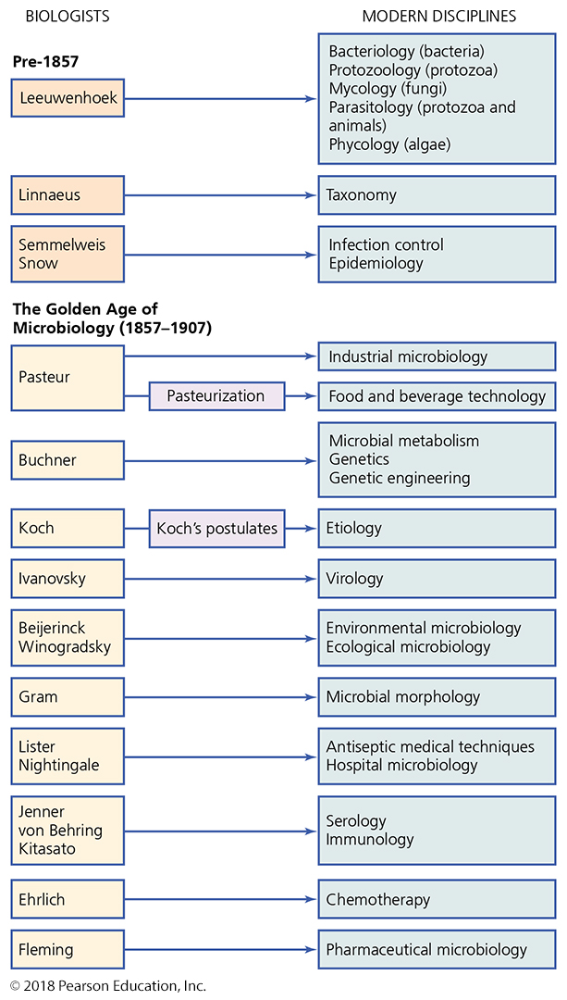 BIOLOGISTS
MODERN DISCIPLINES
Pre-1857
Leeuwenhoek
Bacteriology (bacteria)
Protozoology (protozoa)
Mycology (fungi)
Parasitology (protozoa and
animals)
Phycology (algae)
Linnaeus
Taxonomy
Semmelweis
Snow
Infection control
Epidemiology
The Golden Age of
Microbiology (1857–1907)
Pasteur
Industrial microbiology
Pasteurization
Food and beverage technology
Buchner
Microbial metabolism
Genetics
Genetic engineering
Koch
Koch’s postulates
Etiology
Ivanovsky
Virology
Beijerinck
Winogradsky
Environmental microbiology
Ecological microbiology
Gram
Microbial morphology
Lister
Nightingale
Antiseptic medical techniques
Hospital microbiology
Jenner
von Behring
Kitasato
Serology
Immunology
Ehrlich
Chemotherapy
Fleming
Pharmaceutical microbiology
© 2018 Pearson Education, Inc.